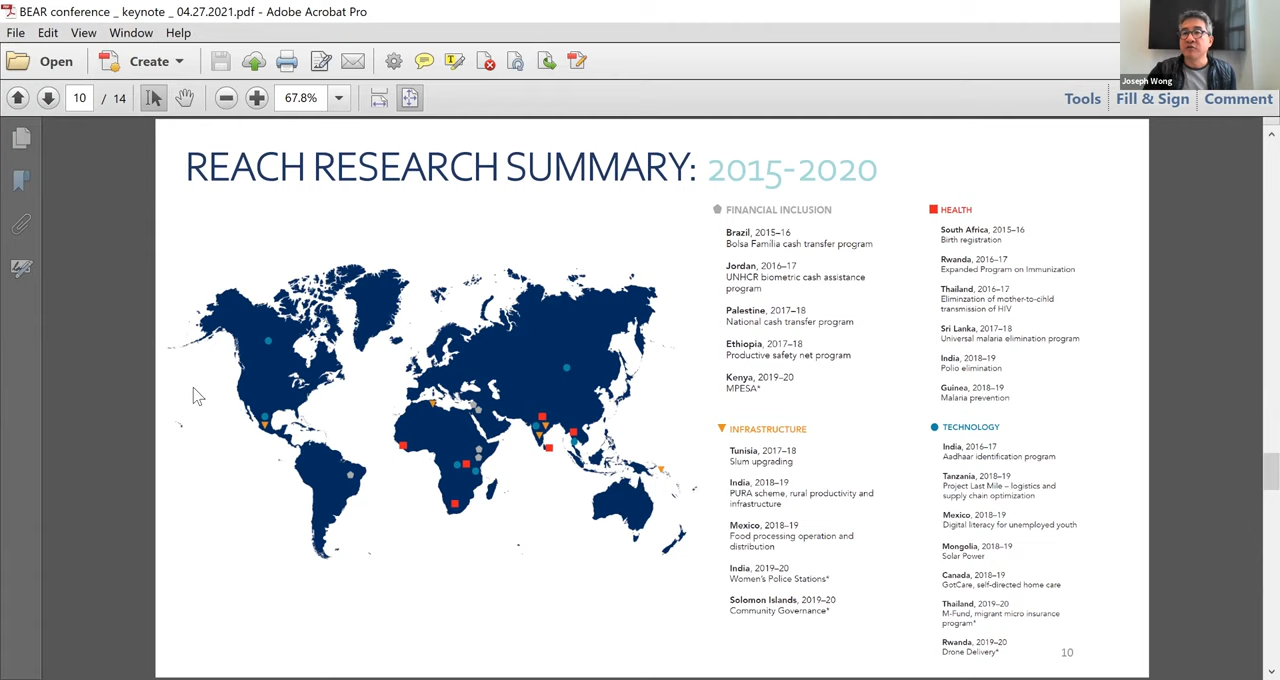 BEAR conference _ keynote _ 04.27.2021.pdf - Adobe Acrobat Pro
File Edit View Window Help
Open Create
10 / 14 67.8%
Joseph Wong
Tools Fill & Sign Comment
REACH RESEARCH SUMMARY: 2015-2020
FINANCIAL INCLUSION
Brazil, 2015–16
Bolsa Família cash transfer program
Jordan, 2016–17
UNHCR biometric cash assistance
program
Palestine, 2017–18
National cash transfer program
Ethiopia, 2017–18
Productive safety net program
Kenya, 2019–20
MPESA*
HEALTH
South Africa, 2015–16
Birth registration
Rwanda, 2016–17
Expanded Program on Immunization
Thailand, 2016–17
Eliminzation of mother-to-cihld
transmission of HIV
Sri Lanka, 2017–18
Universal malaria elimination program
India, 2018–19
Polio elimination
Guinea, 2018–19
Malaria prevention
INFRASTRUCTURE
Tunisia, 2017–18
Slum upgrading
India, 2018–19
PURA scheme, rural productivity and
infrastructure
Mexico, 2018–19
Food processing operation and
distribution
India, 2019–20
Women's Police Stations*
Solomon Islands, 2019–20
Community Governance*
TECHNOLOGY
India, 2016–17
Aadhaar identification program
Tanzania, 2018–19
Project Last Mile – logistics and
supply chain optimization
Mexico, 2018–19
Digital literacy for unemployed youth
Mongolia, 2018–19
Solar Power
Canada, 2018–19
GotCare, self-directed home care
Thailand, 2019–20
M-Fund, migrant micro insurance
program*
Rwanda, 2019–20
Drone Delivery*
10